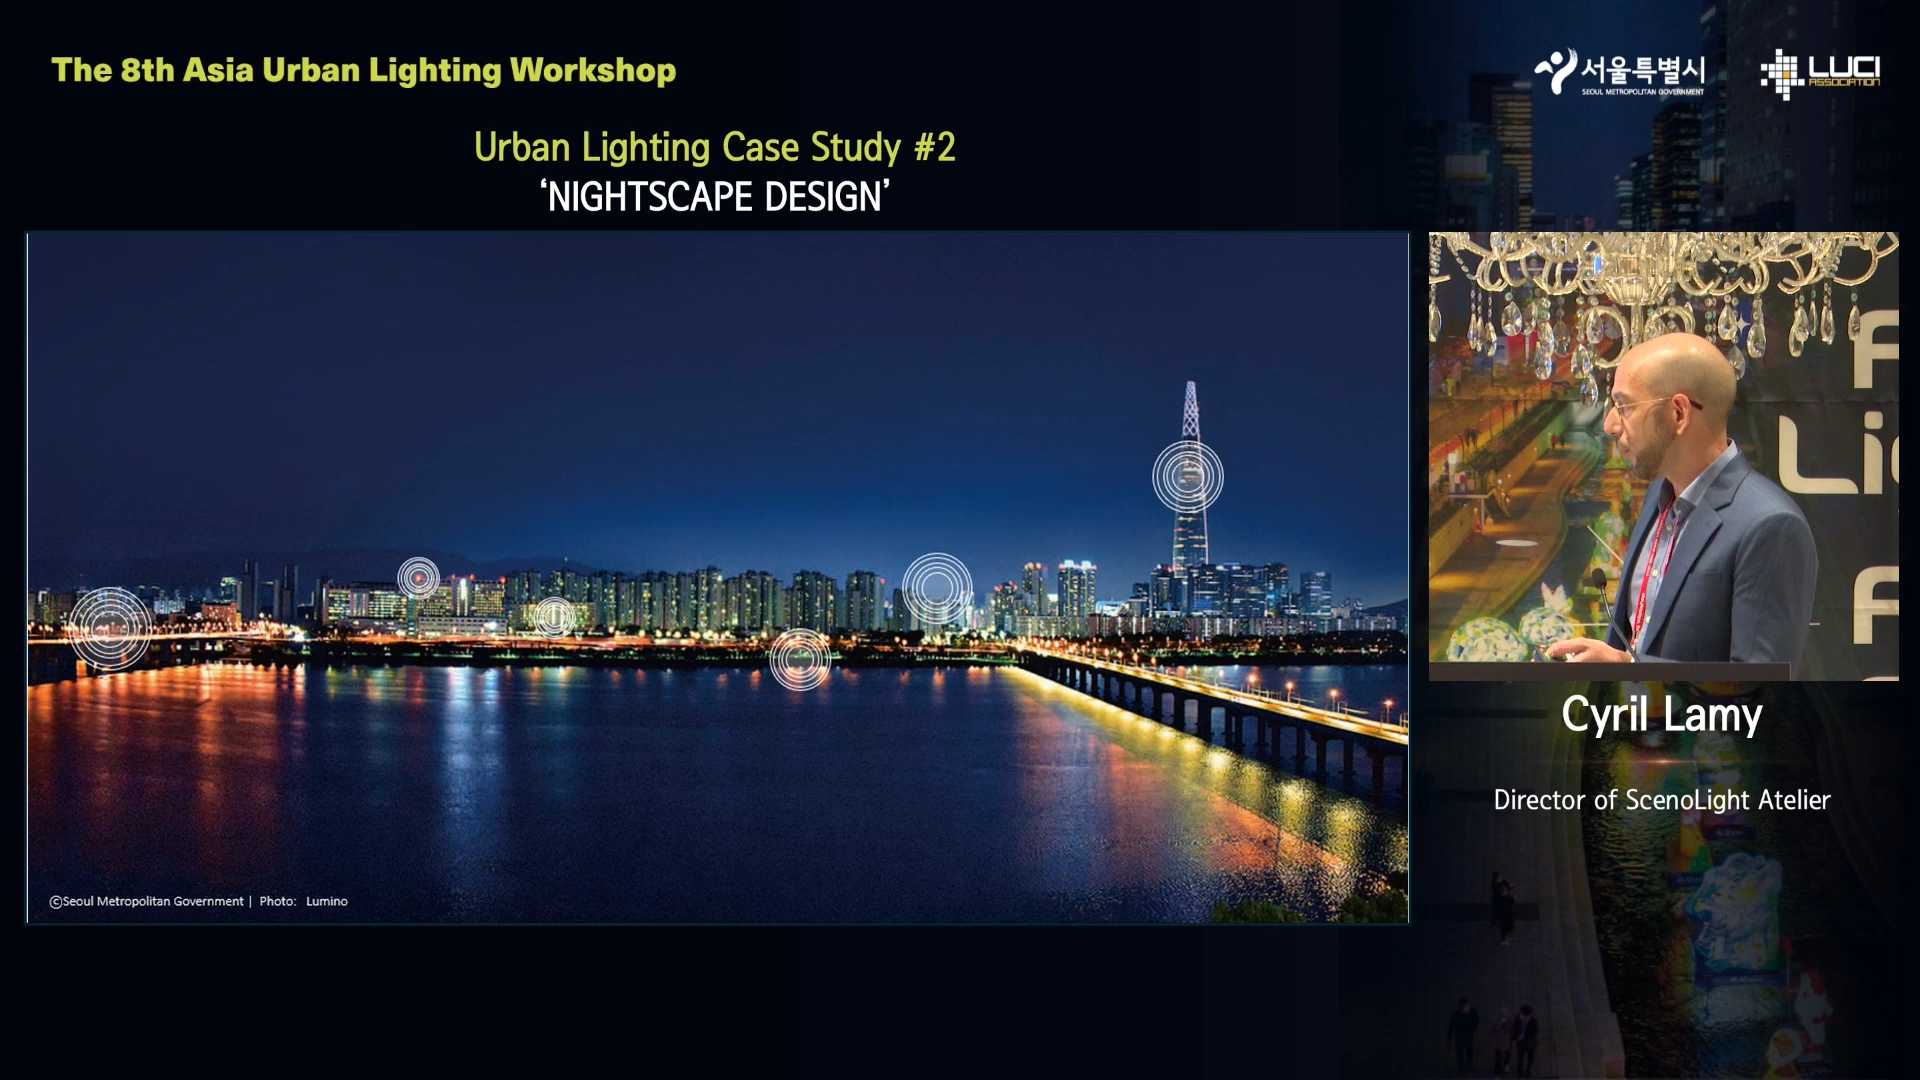 The 8th Asia Urban Lighting Workshop
서울특별시
SEOUL METROPOLITAN GOVERNMENT
LUCI
ASSOCIATION
Urban Lighting Case Study #2
‘NIGHTSCAPE DESIGN’
ⓒSeoul Metropolitan Government | Photo: Lumino
Cyril Lamy
Director of ScenoLight Atelier